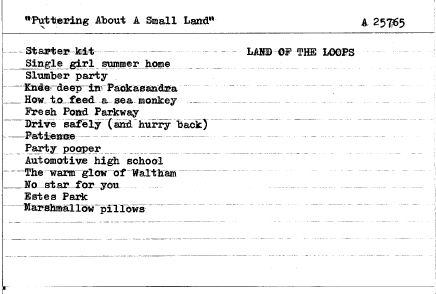 "Puttering About A Small Land" A 25765
Starter kit LAND OF THE LOOPS
Single girl summer home
Slumber party
Knee deep in Packasandra
How to feed a sea monkey
Fresh Pond Parkway
Drive safely (and hurry back)
Patience
Party pooper
Automotive high school
The warm glow of Waltham
No star for you
Estes Park
Marshmallow pillows